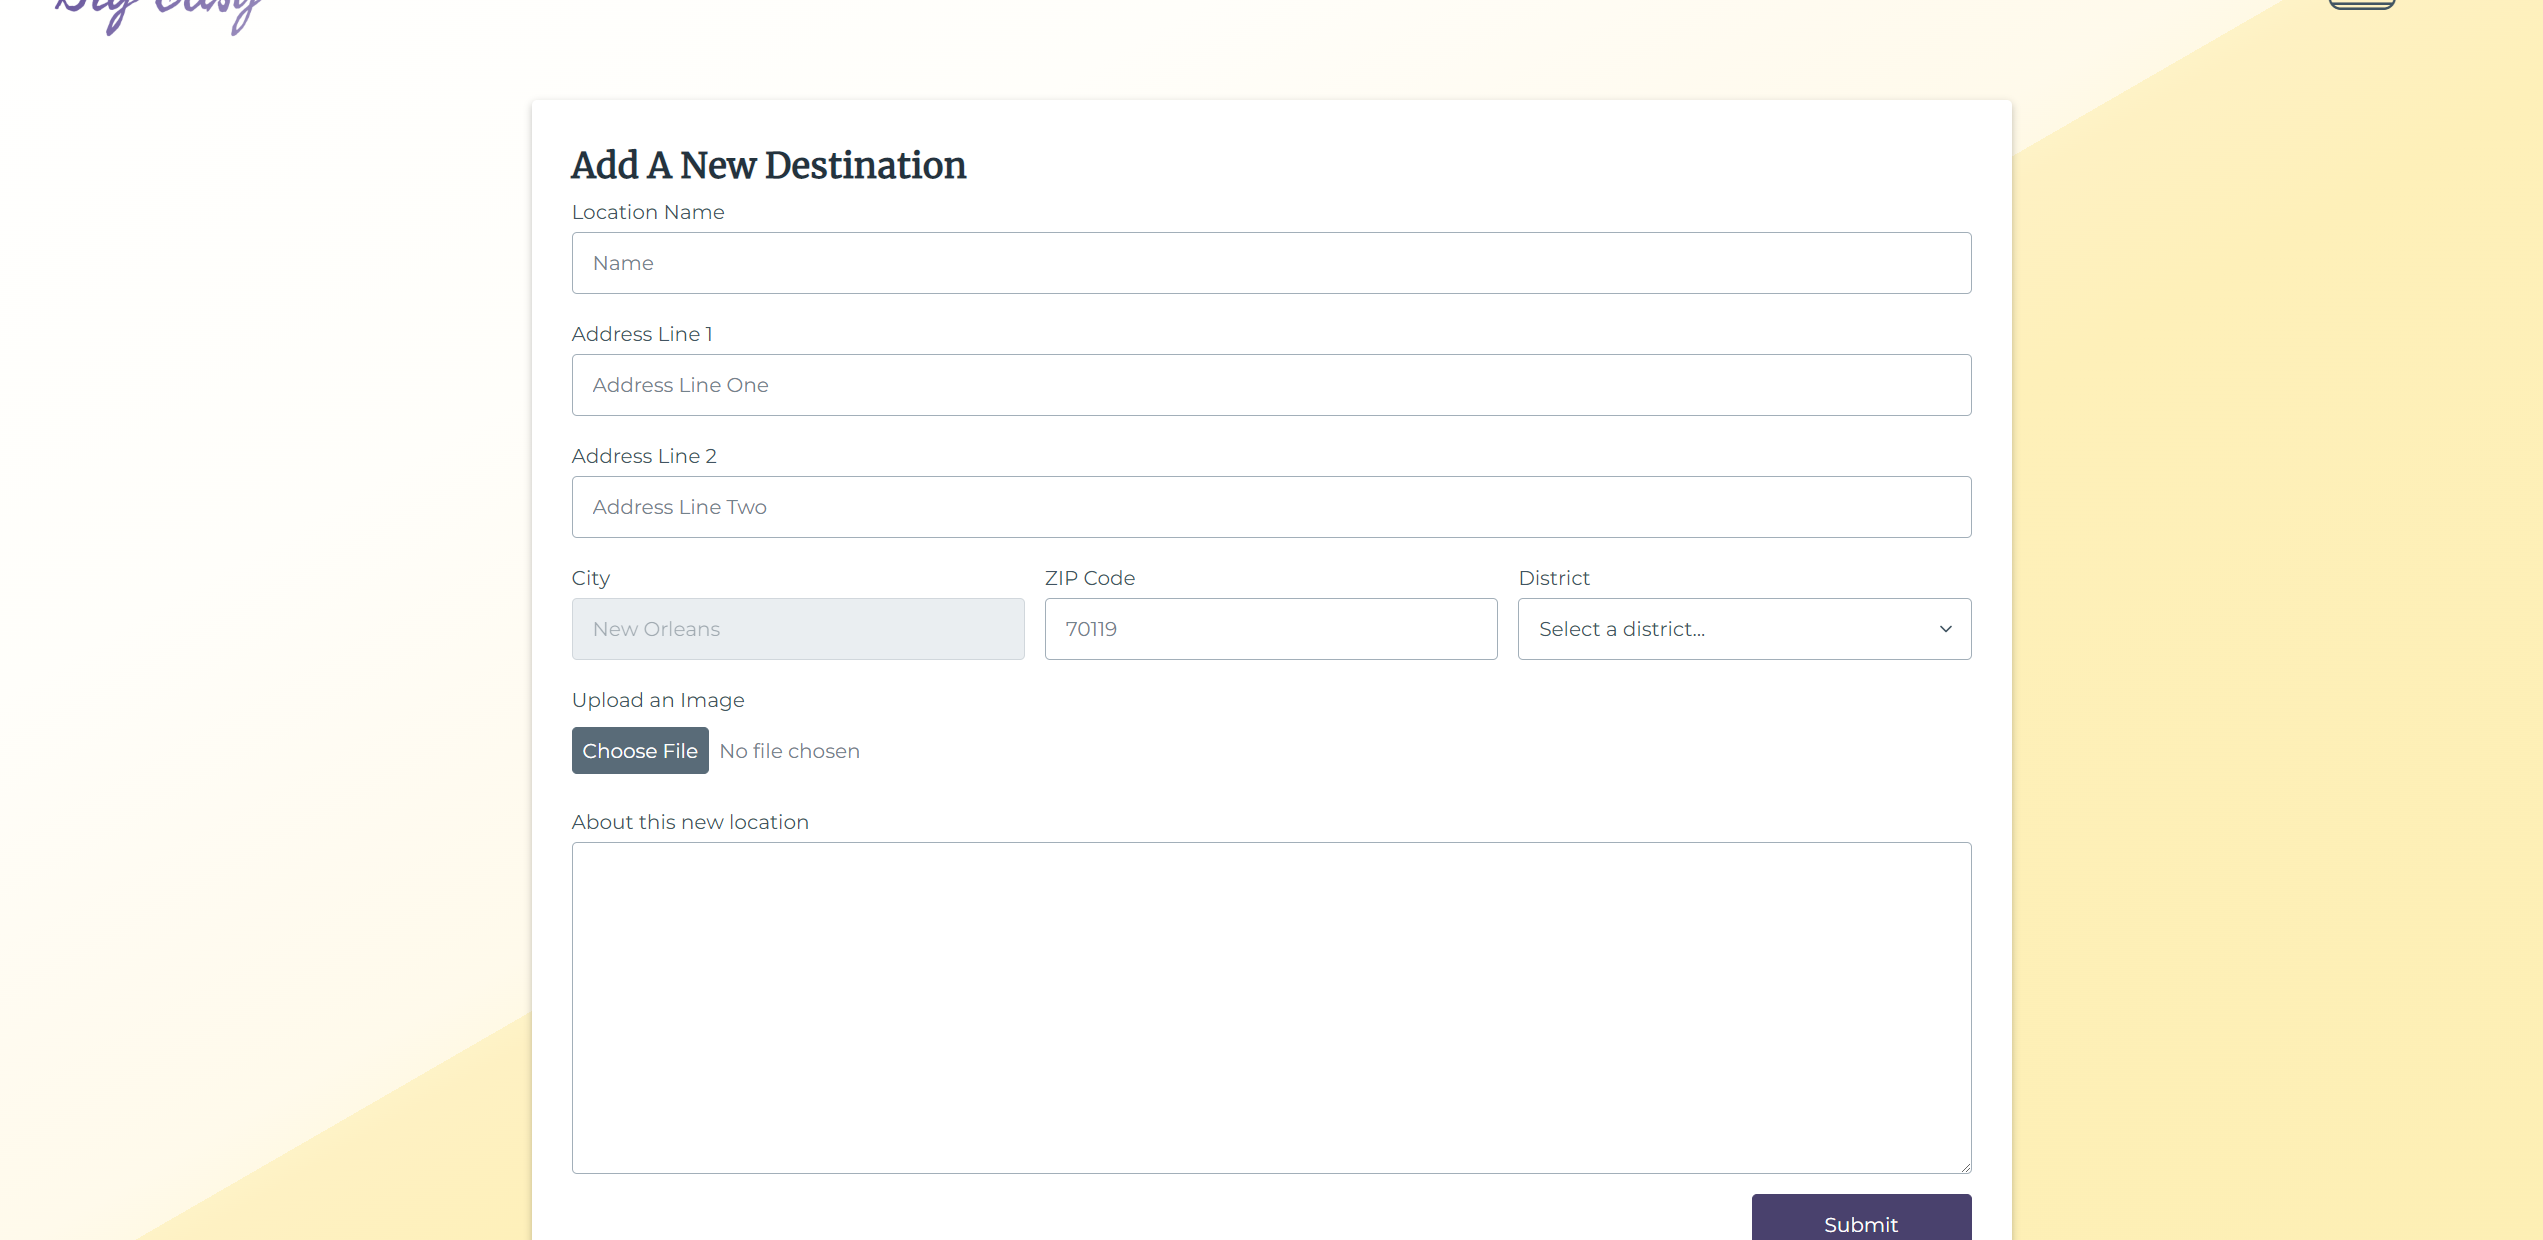 Big Easy
Add A New Destination
Location Name
Name
Address Line 1
Address Line One
Address Line 2
Address Line Two
City
ZIP Code
District
New Orleans
70119
Select a district...
Upload an Image
Choose File
No file chosen
About this new location
Submit